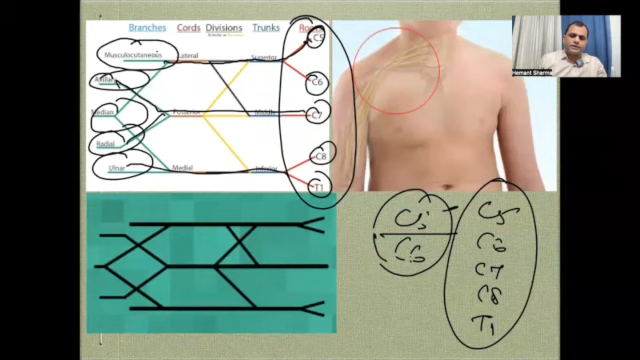 Branches Cords Divisions Trunks Roots
Musculocutaneous Lateral Superior C5
Axillary C6
Median Posterior Middle C7
Radial C8
Ulnar Medial Inferior T1
Hemant Sharma
C5
C6
C5
C6
C7
C8
T1